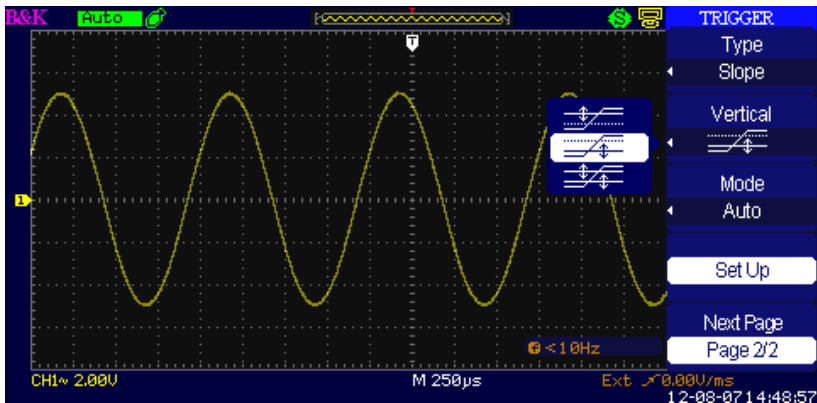 B&K Auto S TRIGGER
Type
T
Slope
Vertical
Mode
1
Auto
Set Up
Next Page
f <10Hz Page 2/2
CH1~ 2.00V M 250µs Ext 0.00V/ms
12-08-07 14:48:57